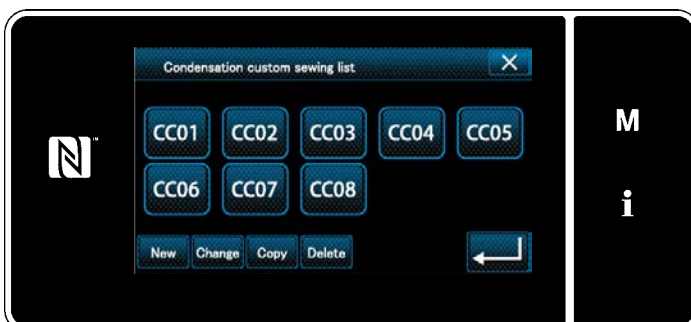 Condensation custom sewing list
CC01 CC02 CC03 CC04 CC05
M
CC06 CC07 CC08
i
New Change Copy Delete